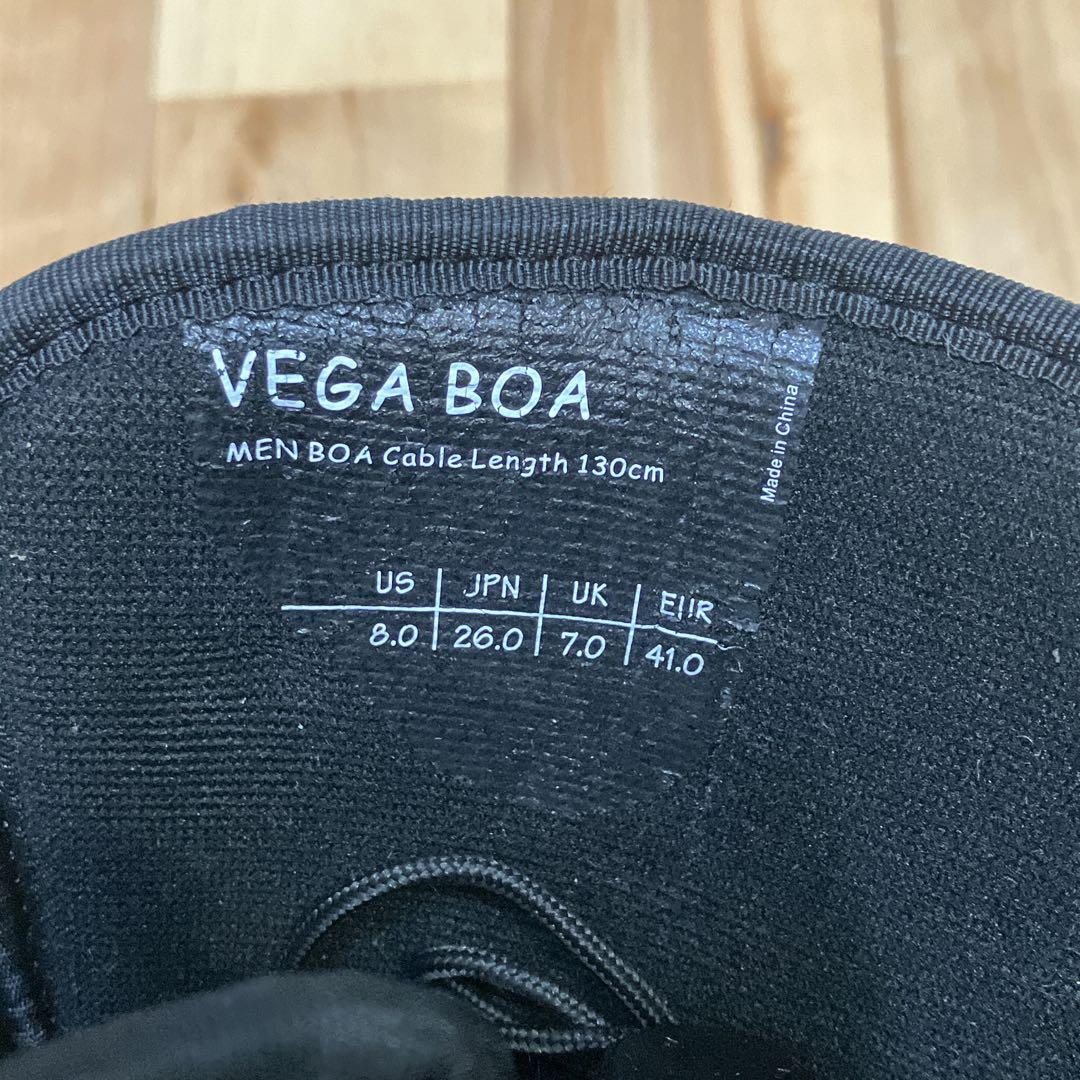 VEGA BOA
MEN BOA Cable Length 130cm
Made in China
US | JPN | UK | EUR
8.0 | 26.0 | 7.0 | 41.0